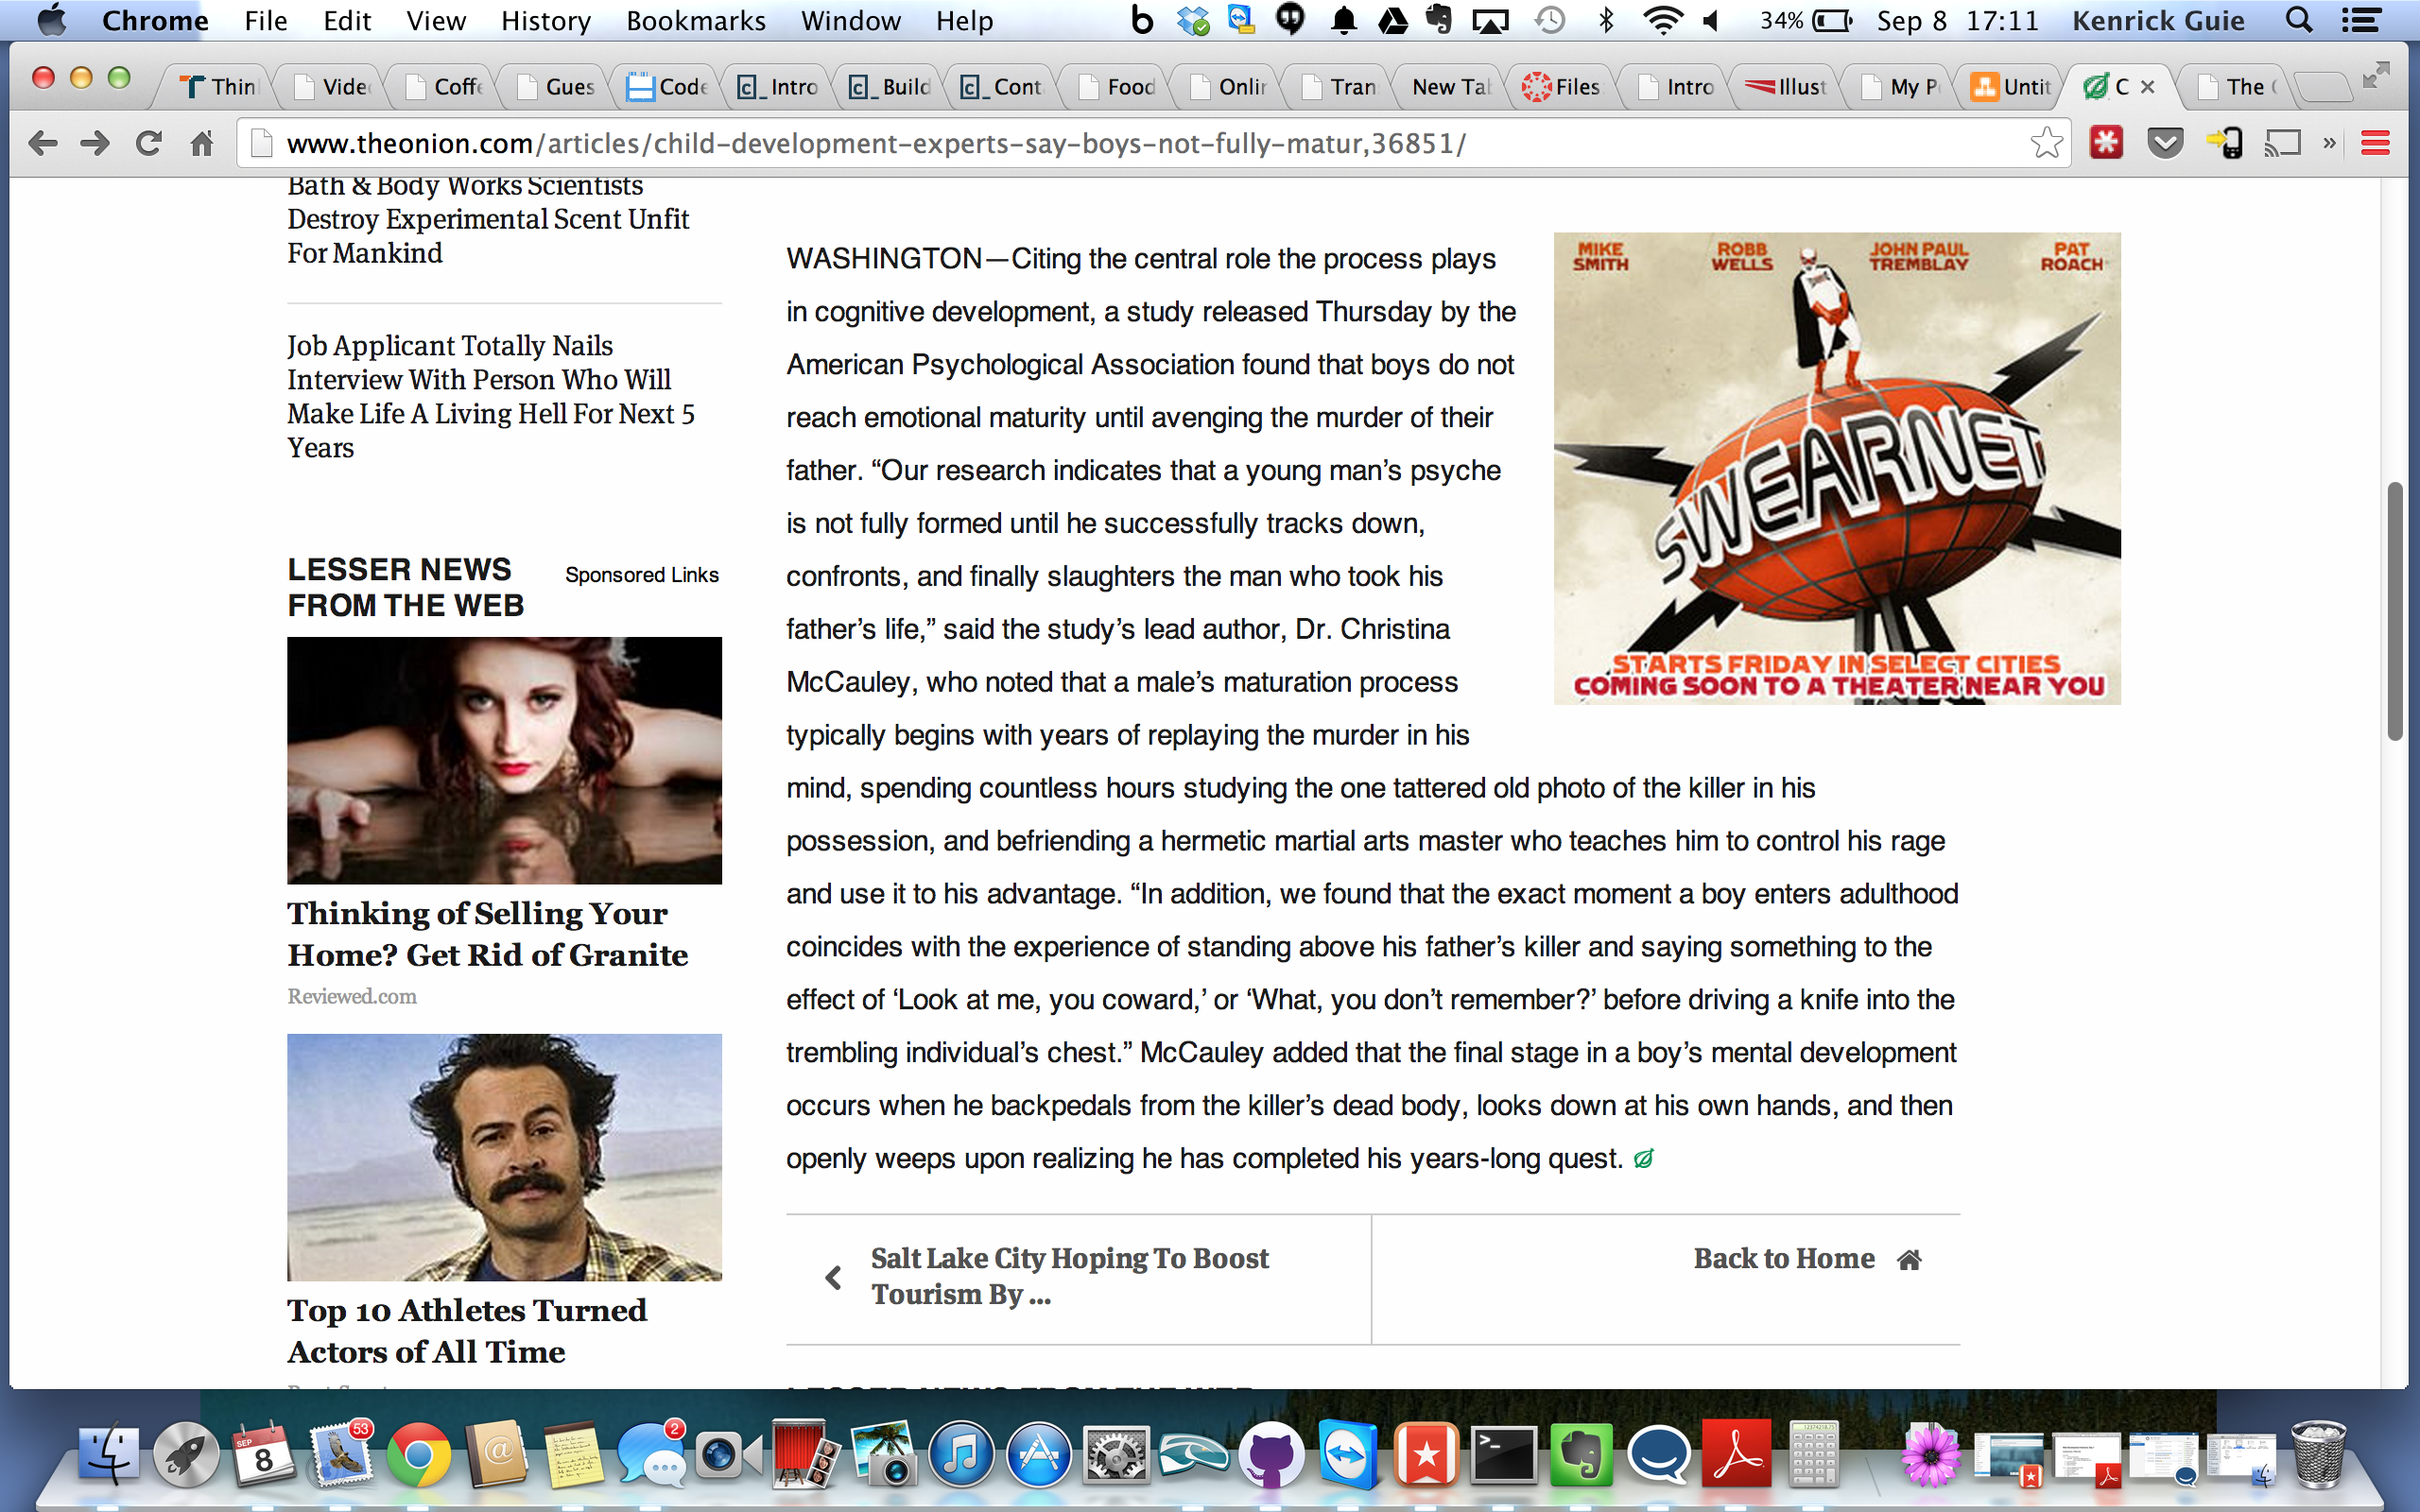 Chrome File Edit View History Bookmarks Window Help 34% Sep 8 17:11 Kenrick Guie
Thin Vide Coffe Gues Code c_ Intro c_ Build c_ Cont Food Onlin Tran New Ta Files Intro Illust My P Untit C The
www.theonion.com/articles/child-development-experts-say-boys-not-fully-matur,36851/
Bath & Body Works Scientists
Destroy Experimental Scent Unfit
For Mankind
Job Applicant Totally Nails
Interview With Person Who Will
Make Life A Living Hell For Next 5
Years
LESSER NEWS
FROM THE WEB
Sponsored Links
Thinking of Selling Your
Home? Get Rid of Granite
Reviewed.com
Top 10 Athletes Turned
Actors of All Time
WASHINGTON—Citing the central role the process plays
in cognitive development, a study released Thursday by the
American Psychological Association found that boys do not
reach emotional maturity until avenging the murder of their
father. “Our research indicates that a young man’s psyche
is not fully formed until he successfully tracks down,
confronts, and finally slaughters the man who took his
father’s life,” said the study’s lead author, Dr. Christina
McCauley, who noted that a male’s maturation process
typically begins with years of replaying the murder in his
mind, spending countless hours studying the one tattered old photo of the killer in his
possession, and befriending a hermetic martial arts master who teaches him to control his rage
and use it to his advantage. “In addition, we found that the exact moment a boy enters adulthood
coincides with the experience of standing above his father’s killer and saying something to the
effect of ‘Look at me, you coward,’ or ‘What, you don’t remember?’ before driving a knife into the
trembling individual’s chest.” McCauley added that the final stage in a boy’s mental development
occurs when he backpedals from the killer’s dead body, looks down at his own hands, and then
openly weeps upon realizing he has completed his years-long quest.
MIKE SMITH ROBB WELLS JOHN PAUL TREMBLAY PAT ROACH
SWEARNET
STARTS FRIDAY IN SELECT CITIES
COMING SOON TO A THEATER NEAR YOU
Salt Lake City Hoping To Boost
Tourism By ...
Back to Home
LESSER NEWS FROM THE WEB
SEP
8
53
2